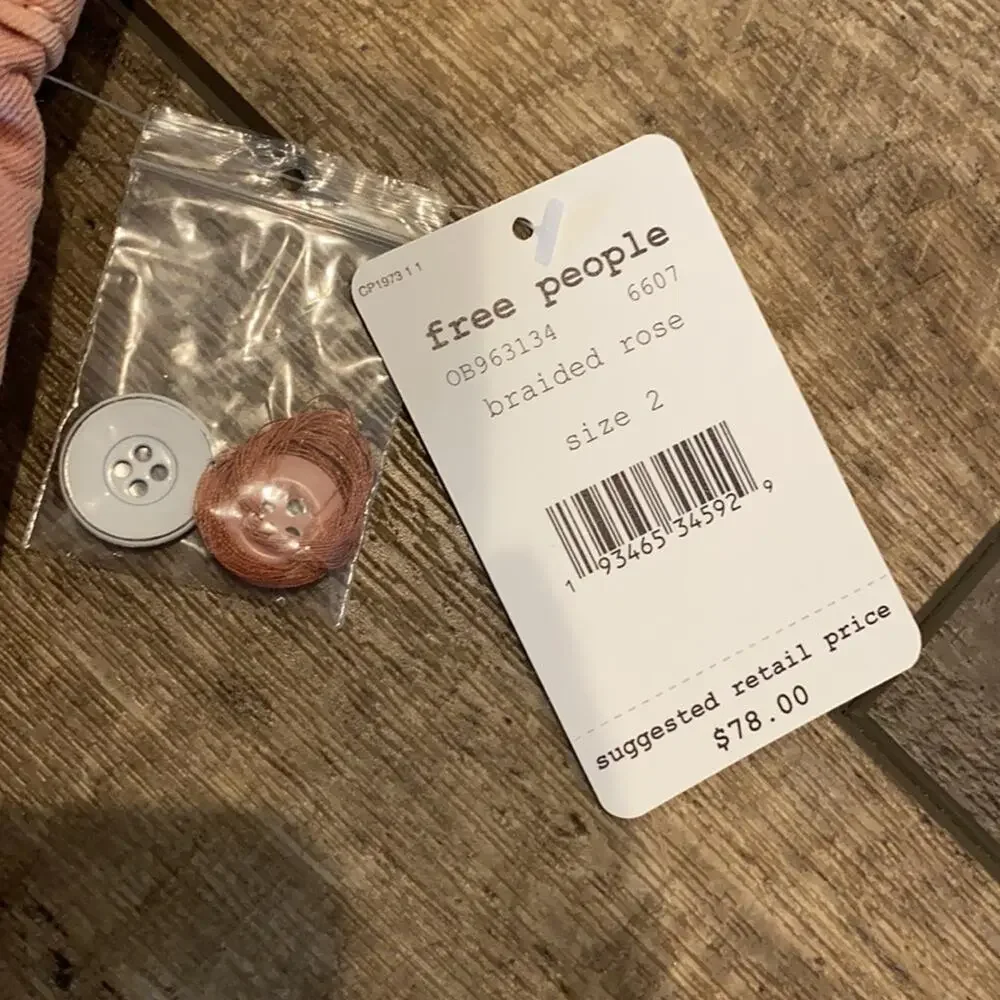 CP1973 1 1
free people
OB963134 6607
braided rose
size 2
1 93465 34592 9
suggested retail price
$78.00